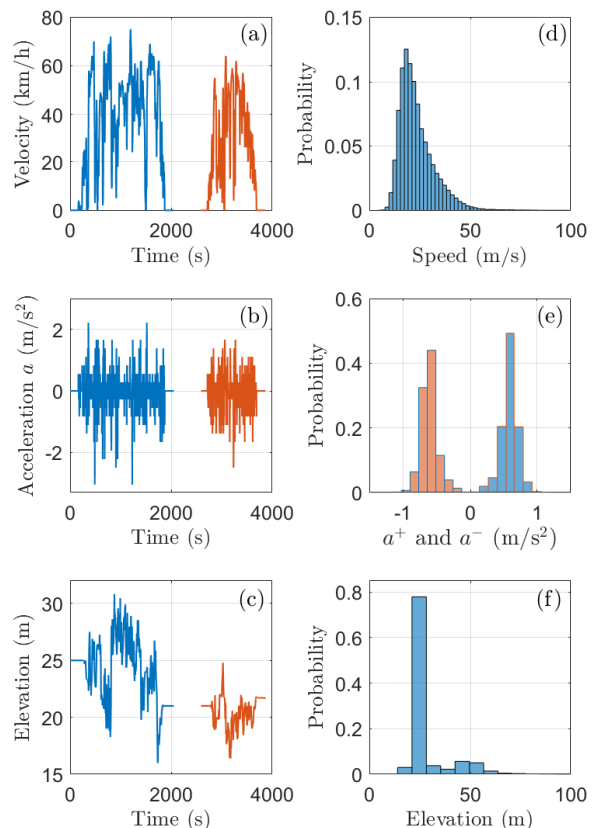 (a)
80
60
40
20
0
Velocity (km/h)
0 2000 4000
Time (s)
(d)
0.15
0.1
0.05
0
Probability
0 50 100
Speed (m/s)
(b)
2
0
-2
Acceleration a (m/s²)
0 2000 4000
Time (s)
(e)
0.6
0.4
0.2
0
Probability
-1 0 1
a⁺ and a⁻ (m/s²)
(c)
30
25
20
15
Elevation (m)
0 2000 4000
Time (s)
(f)
0.8
0.6
0.4
0.2
0
Probability
0 50 100
Elevation (m)